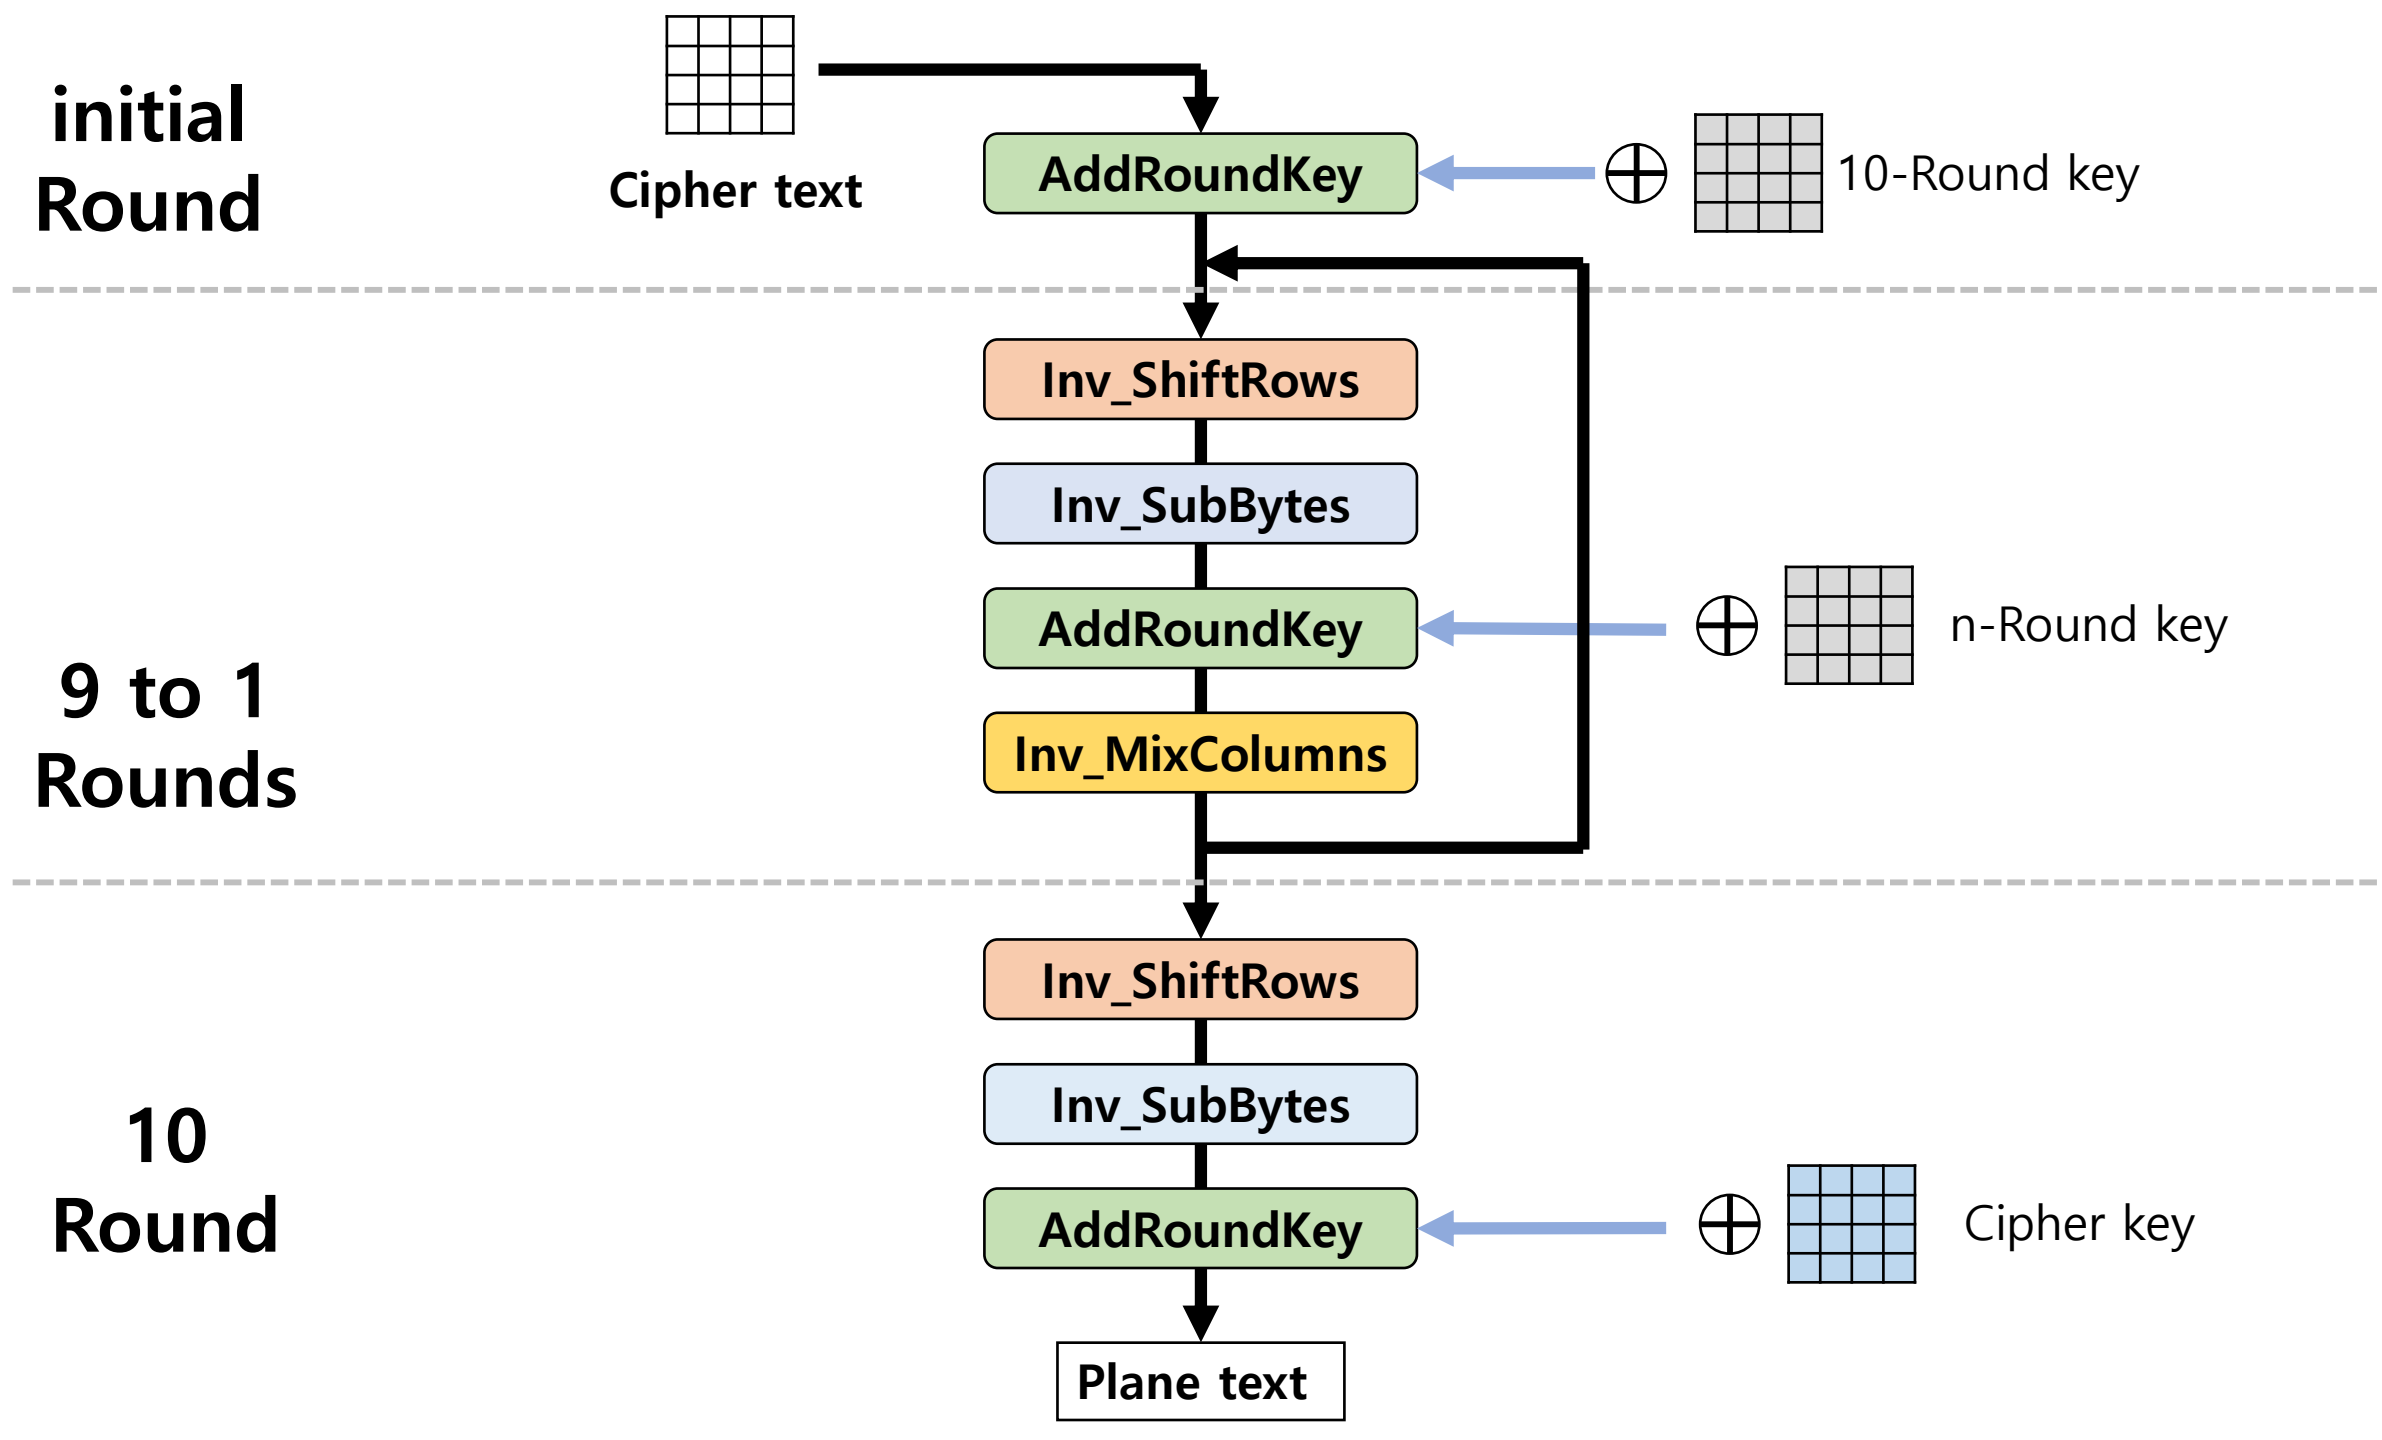 initial
Round
Cipher text
AddRoundKey
10-Round key
Inv_ShiftRows
Inv_SubBytes
AddRoundKey
n-Round key
9 to 1
Rounds
Inv_MixColumns
Inv_ShiftRows
10
Round
Inv_SubBytes
AddRoundKey
Cipher key
Plane text